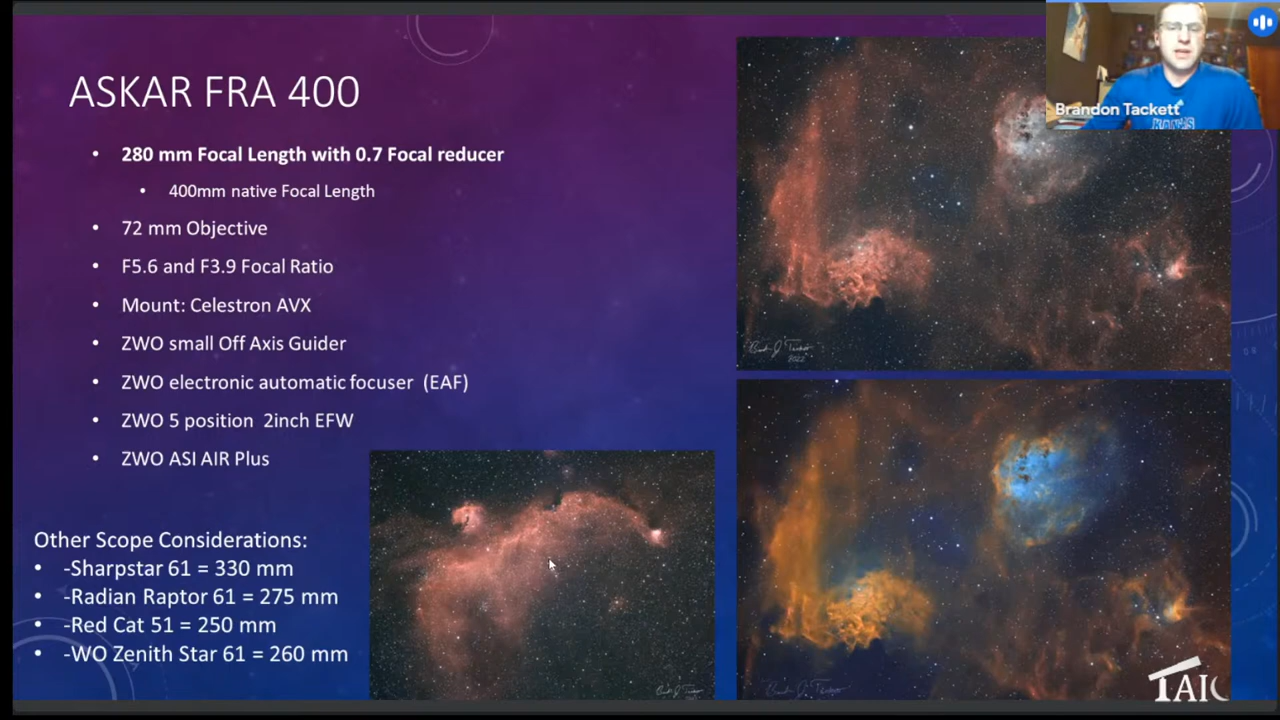 ASKAR FRA 400
• 280 mm Focal Length with 0.7 Focal reducer
• 400mm native Focal Length
• 72 mm Objective
• F5.6 and F3.9 Focal Ratio
• Mount: Celestron AVX
• ZWO small Off Axis Guider
• ZWO electronic automatic focuser (EAF)
• ZWO 5 position 2inch EFW
• ZWO ASI AIR Plus
Other Scope Considerations:
• -Sharpstar 61 = 330 mm
• -Radian Raptor 61 = 275 mm
• -Red Cat 51 = 250 mm
• -WO Zenith Star 61 = 260 mm
Brandon Tackett
2022
TAIC